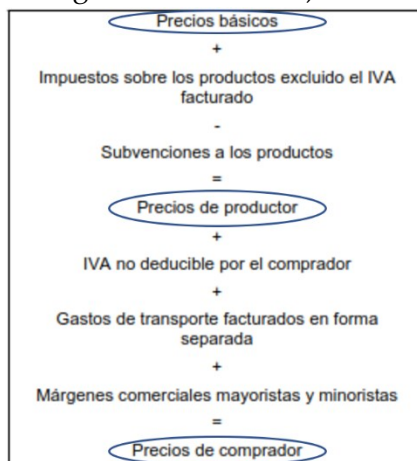 Precios básicos
+
Impuestos sobre los productos excluido el IVA
facturado
-
Subvenciones a los productos
=
Precios de productor
+
IVA no deducible por el comprador
+
Gastos de transporte facturados en forma
separada
+
Márgenes comerciales mayoristas y minoristas
=
Precios de comprador